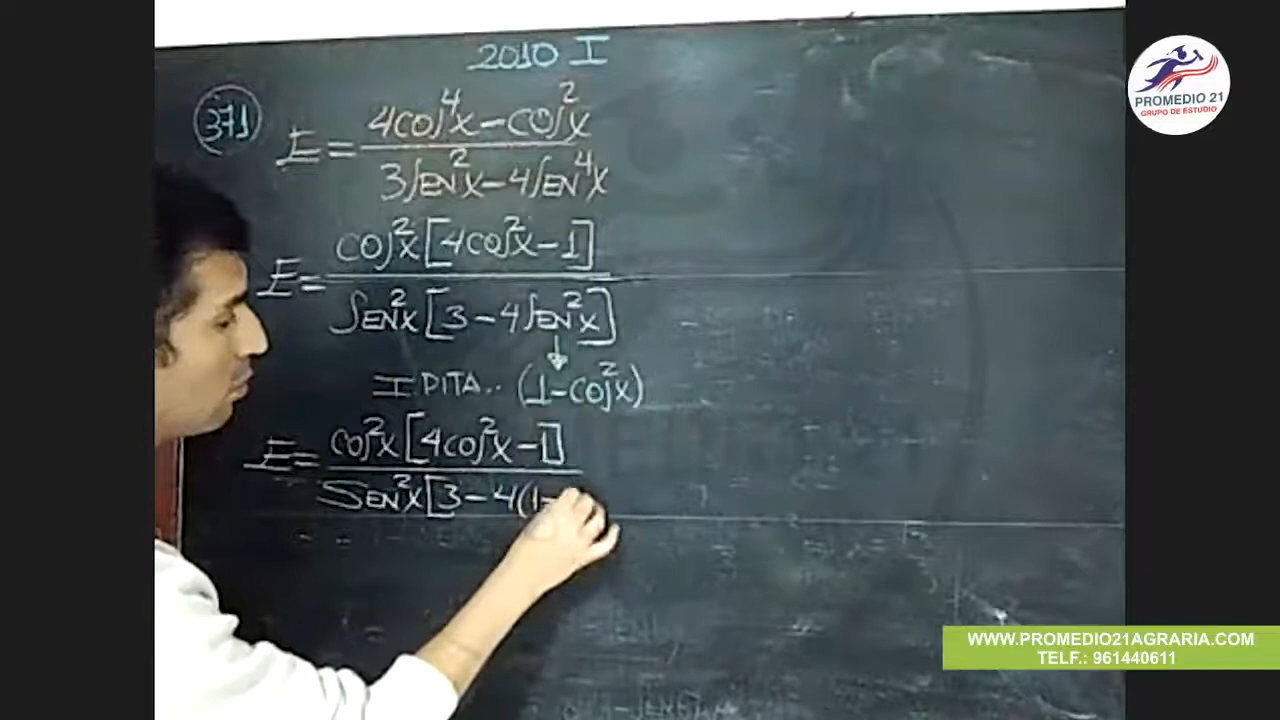 2010 I
371
E = 4COS⁴X - COS²X
3SEN²X - 4SEN⁴X
E = COS²X [4COS²X - 1]
SEN²X [3 - 4SEN²X]
I PITA.. (1 - COS²X)
E = COS²X [4COS²X - 1]
SEN²X [3 - 4(1 -
PROMEDIO 21
GRUPO DE ESTUDIO
WWW.PROMEDIO21AGRARIA.COM
TELF.: 961440611